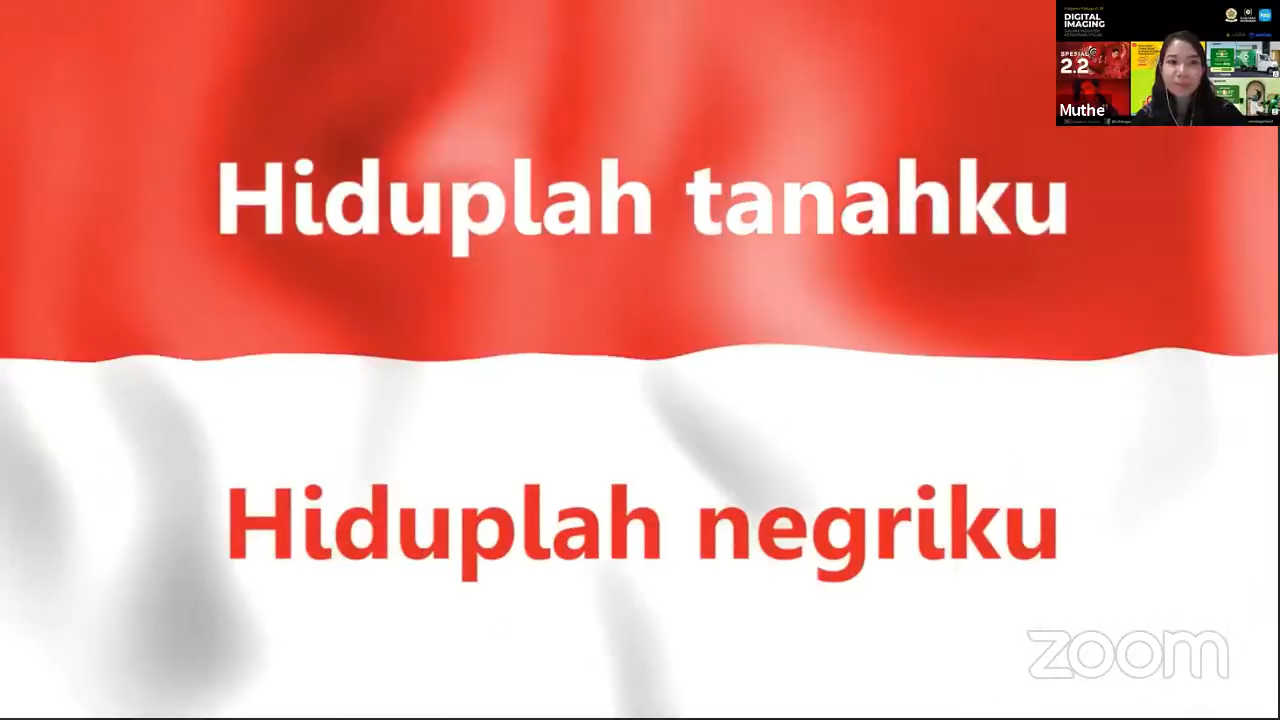 DIGITAL
IMAGING
SPESIAL
2.2
Muthe
Hiduplah tanahku
Hiduplah negriku
zoom